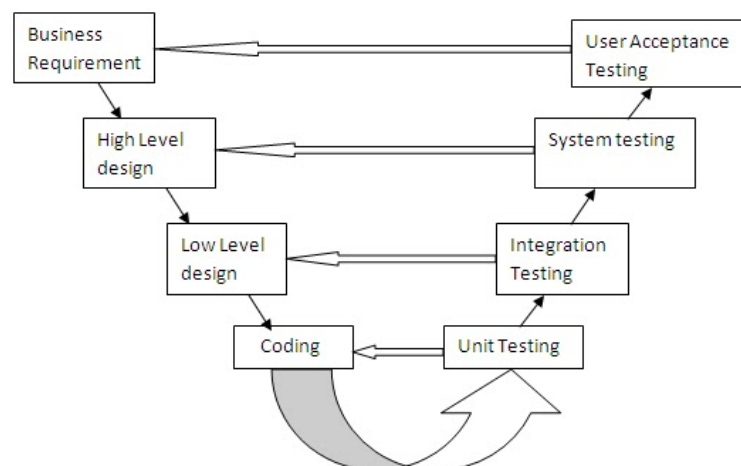 Business
Requirement
User Acceptance
Testing
High Level
design
System testing
Low Level
design
Integration
Testing
Coding
Unit Testing